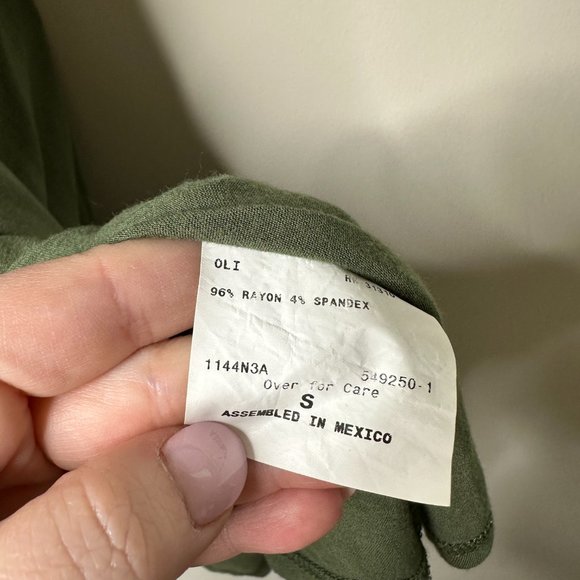 OLI
96% RAYON 4% SPANDEX
1144N3A 549250-1
Over for Care
S
ASSEMBLED IN MEXICO